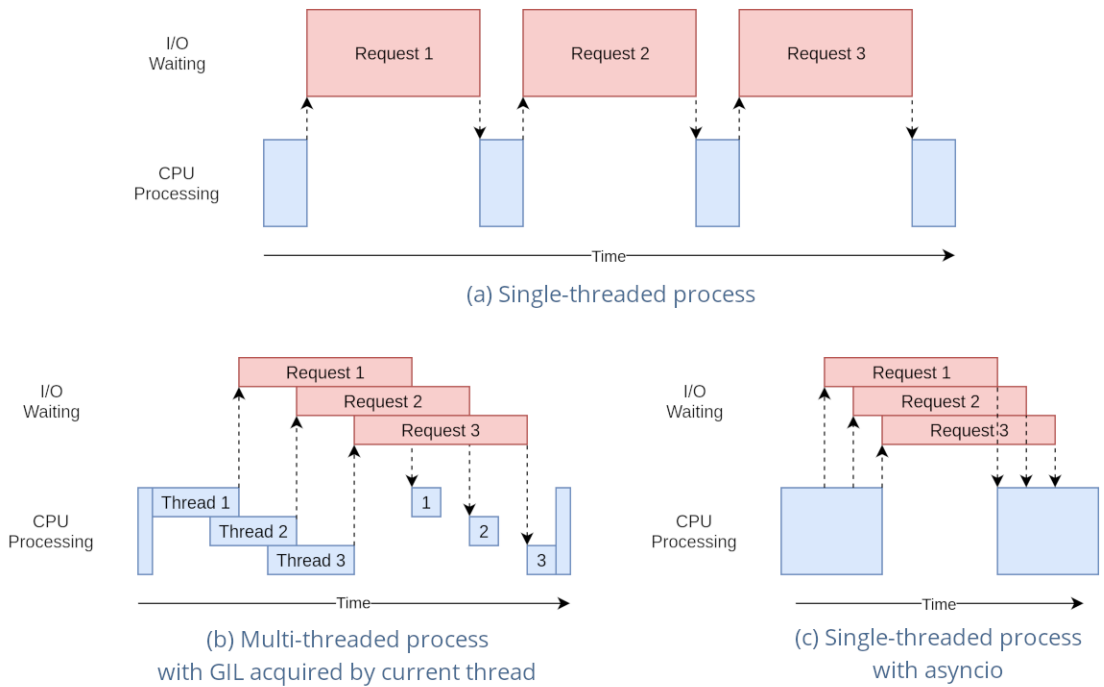 I/O
Waiting
Request 1
Request 2
Request 3
CPU
Processing
Time
(a) Single-threaded process
I/O
Waiting
Request 1
Request 2
Request 3
CPU
Processing
Thread 1
Thread 2
Thread 3
1
2
3
Time
(b) Multi-threaded process
with GIL acquired by current thread
I/O
Waiting
Request 1
Request 2
Request 3
CPU
Processing
Time
(c) Single-threaded process
with asyncio